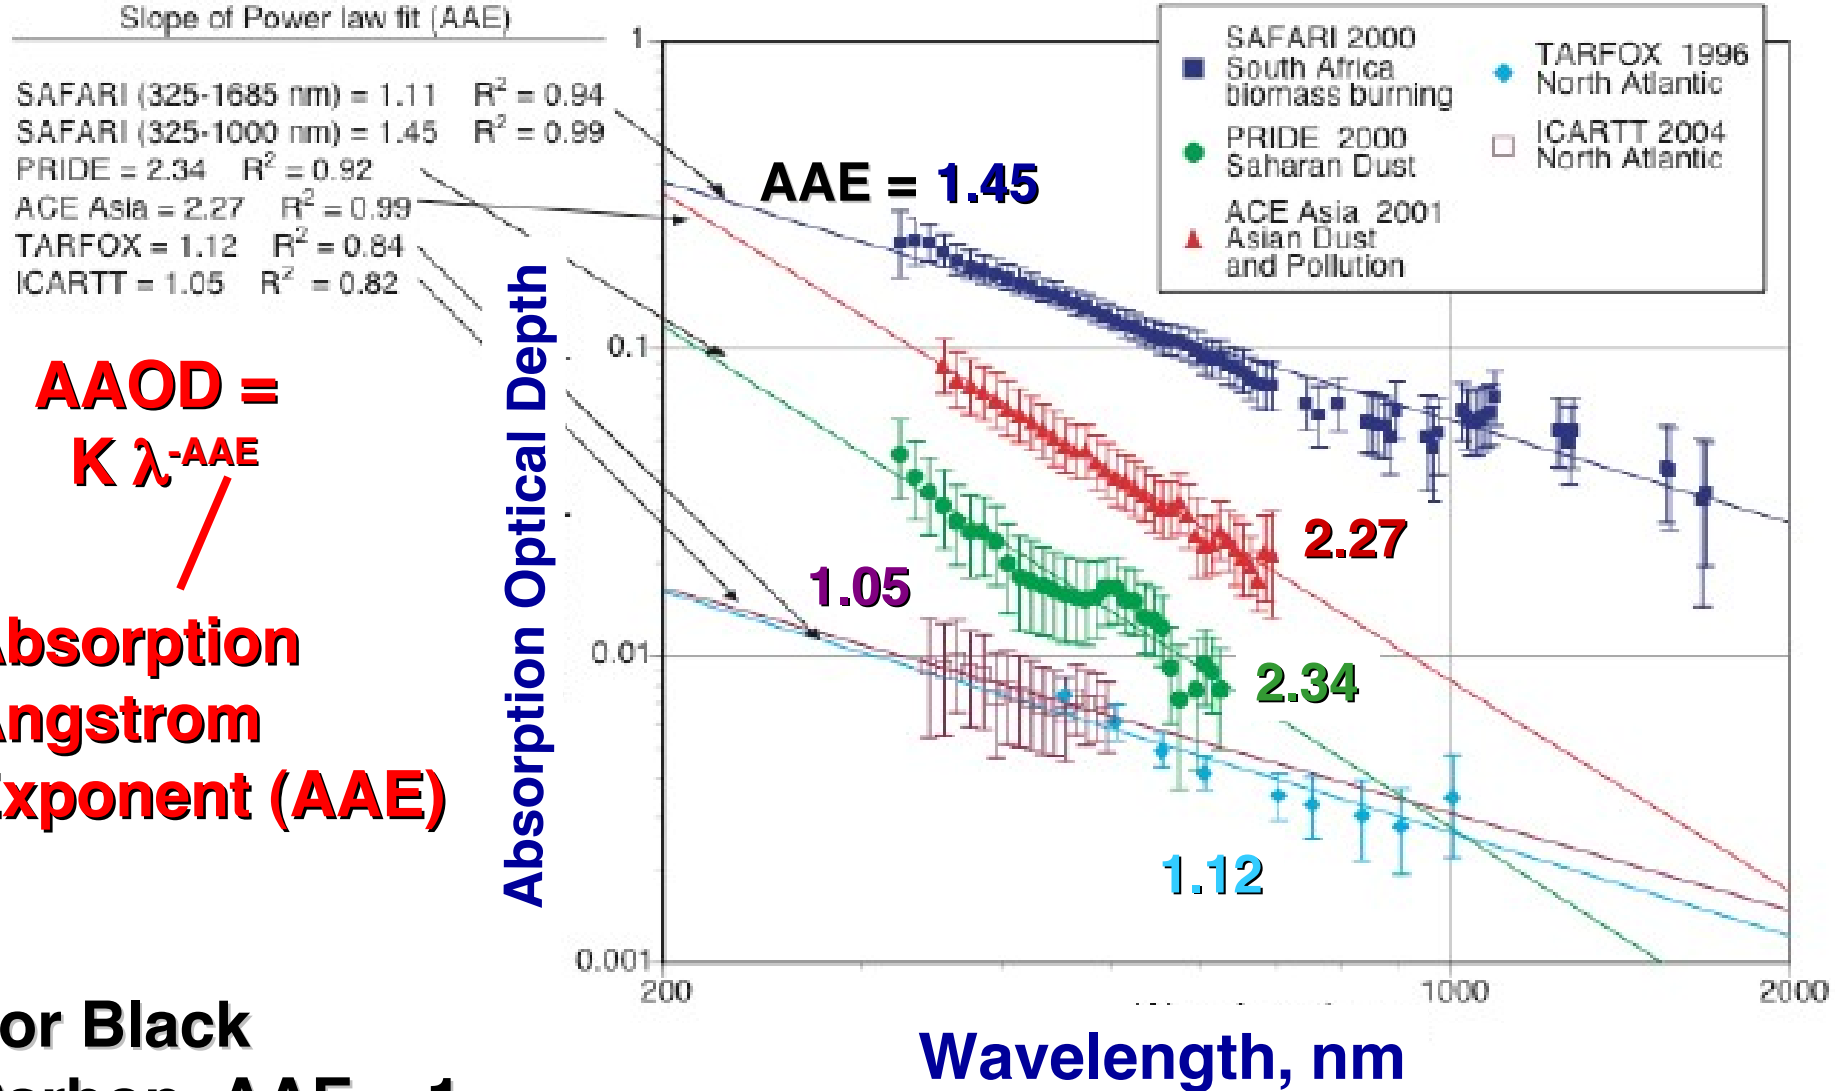 Slope of Power law fit (AAE)
SAFARI (325-1685 nm) = 1.11 R² = 0.94
SAFARI (325-1000 nm) = 1.45 R² = 0.99
PRIDE = 2.34 R² = 0.92
ACE Asia = 2.27 R² = 0.99
TARFOX = 1.12 R² = 0.84
ICARTT = 1.05 R² = 0.82
AAOD =
K λ^-AAE
Absorption
Angstrom
Exponent (AAE)
or Black
AAE
1
Absorption Optical Depth
1
0.1
0.01
0.001
200
1000
2000
Wavelength, nm
AAE = 1.45
2.27
1.05
2.34
1.12
SAFARI 2000
South Africa
biomass burning
PRIDE 2000
Saharan Dust
ACE Asia 2001
Asian Dust
and Pollution
TARFOX 1996
North Atlantic
ICARTT 2004
North Atlantic